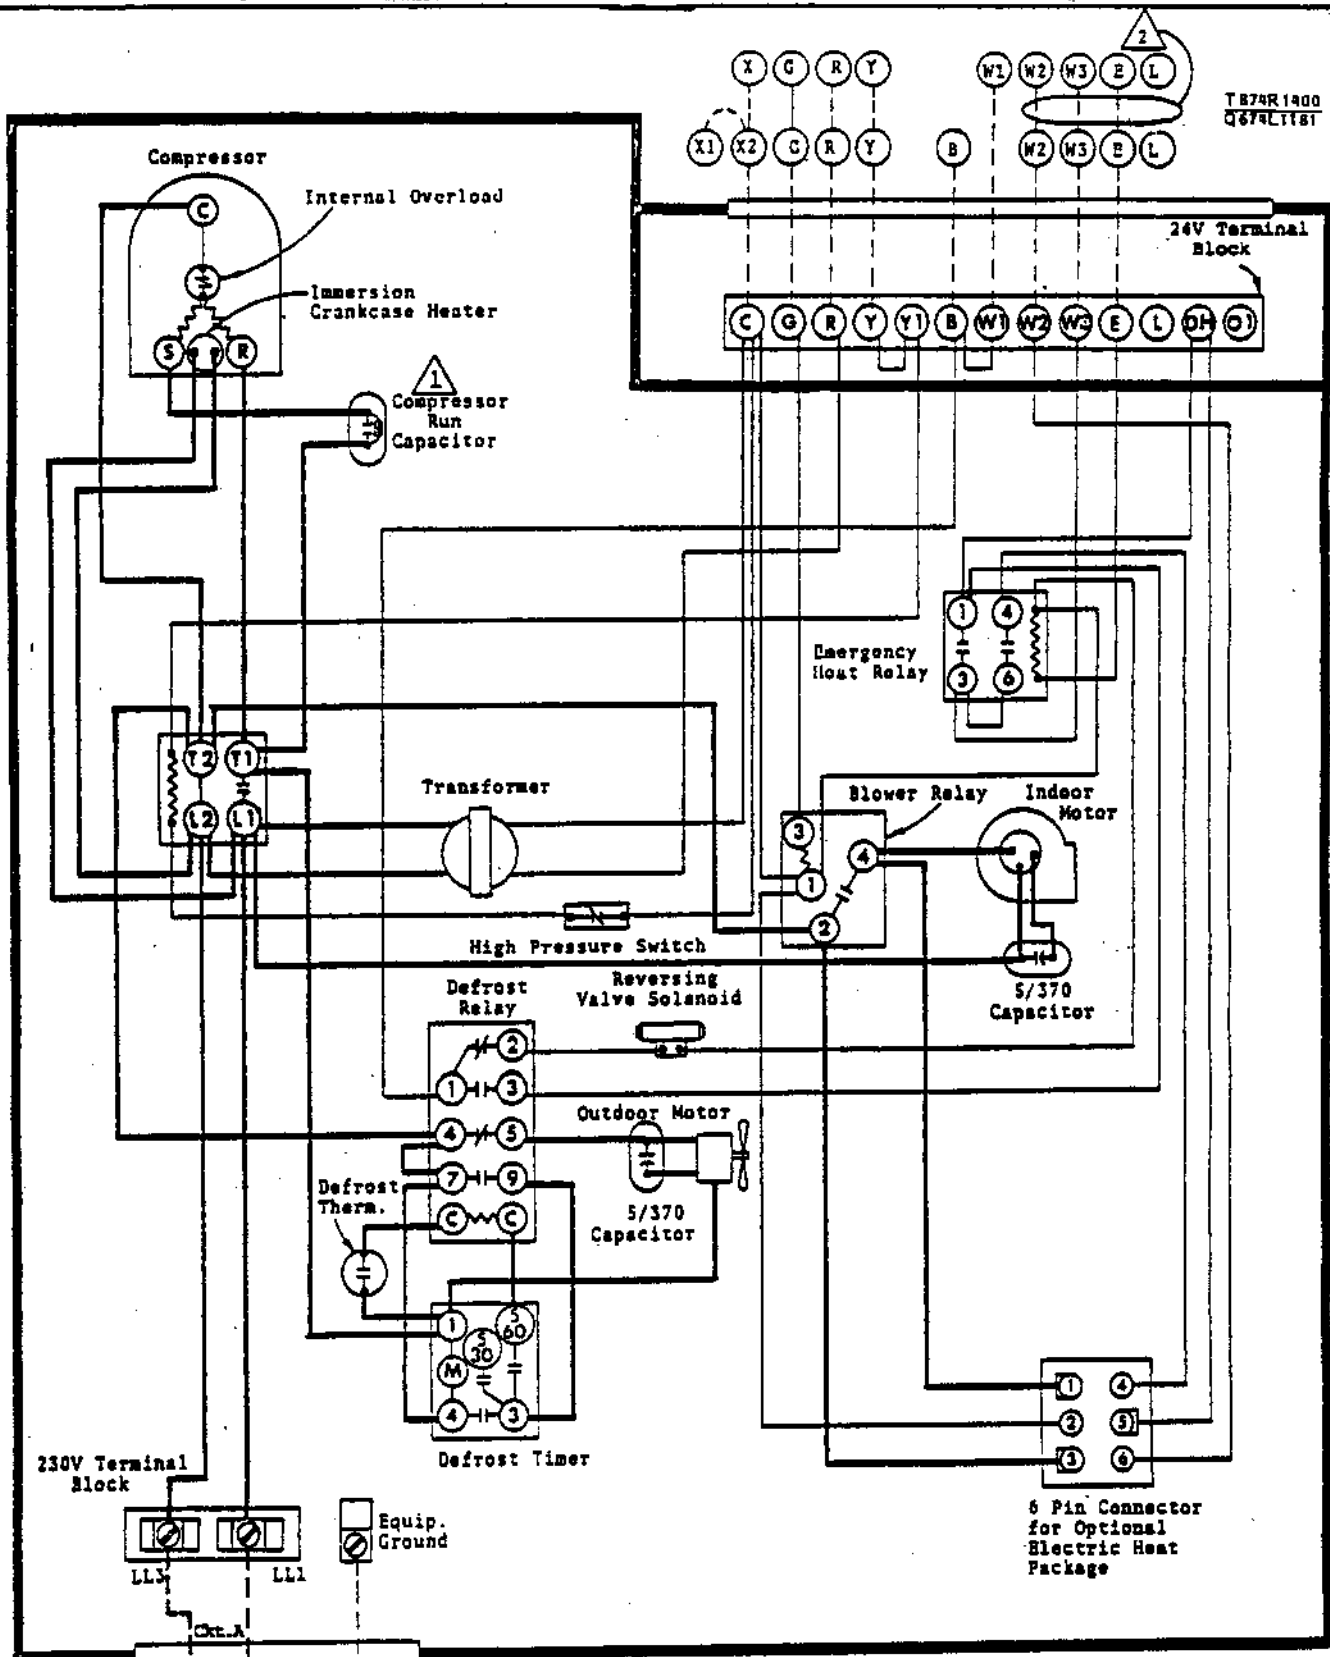 2
X G R Y W1 W2 W3 E L
T874R1400
Q674L1181
X1 X2 G R Y B W2 W3 E L
Compressor
C
Internal Overload
Immersion
Crankcase Heater
S R
24V Terminal
Block
C G R Y Y1 B W1 W2 W3 E L DH O1
1
Compressor
Run
Capacitor
1 4
3 6
Emergency
Heat Relay
T2 T1
L2 L1
Transformer
Blower Relay
Indoor
Motor
3
4
1
2
High Pressure Switch
5/370
Capacitor
Reversing
Valve Solanoid
Defrost
Relay
2
1 3
4 5
7 9
C C
Outdoor Motor
5/370
Capacitor
Defrost
Therm.
1
S
30
S
60
M
4 3
Defrost Timer
1 4
2 5
3 6
6 Pin Connector
for Optional
Electric Heat
Package
230V Terminal
Block
LL3 LL1
Equip.
Ground
Ckt.A